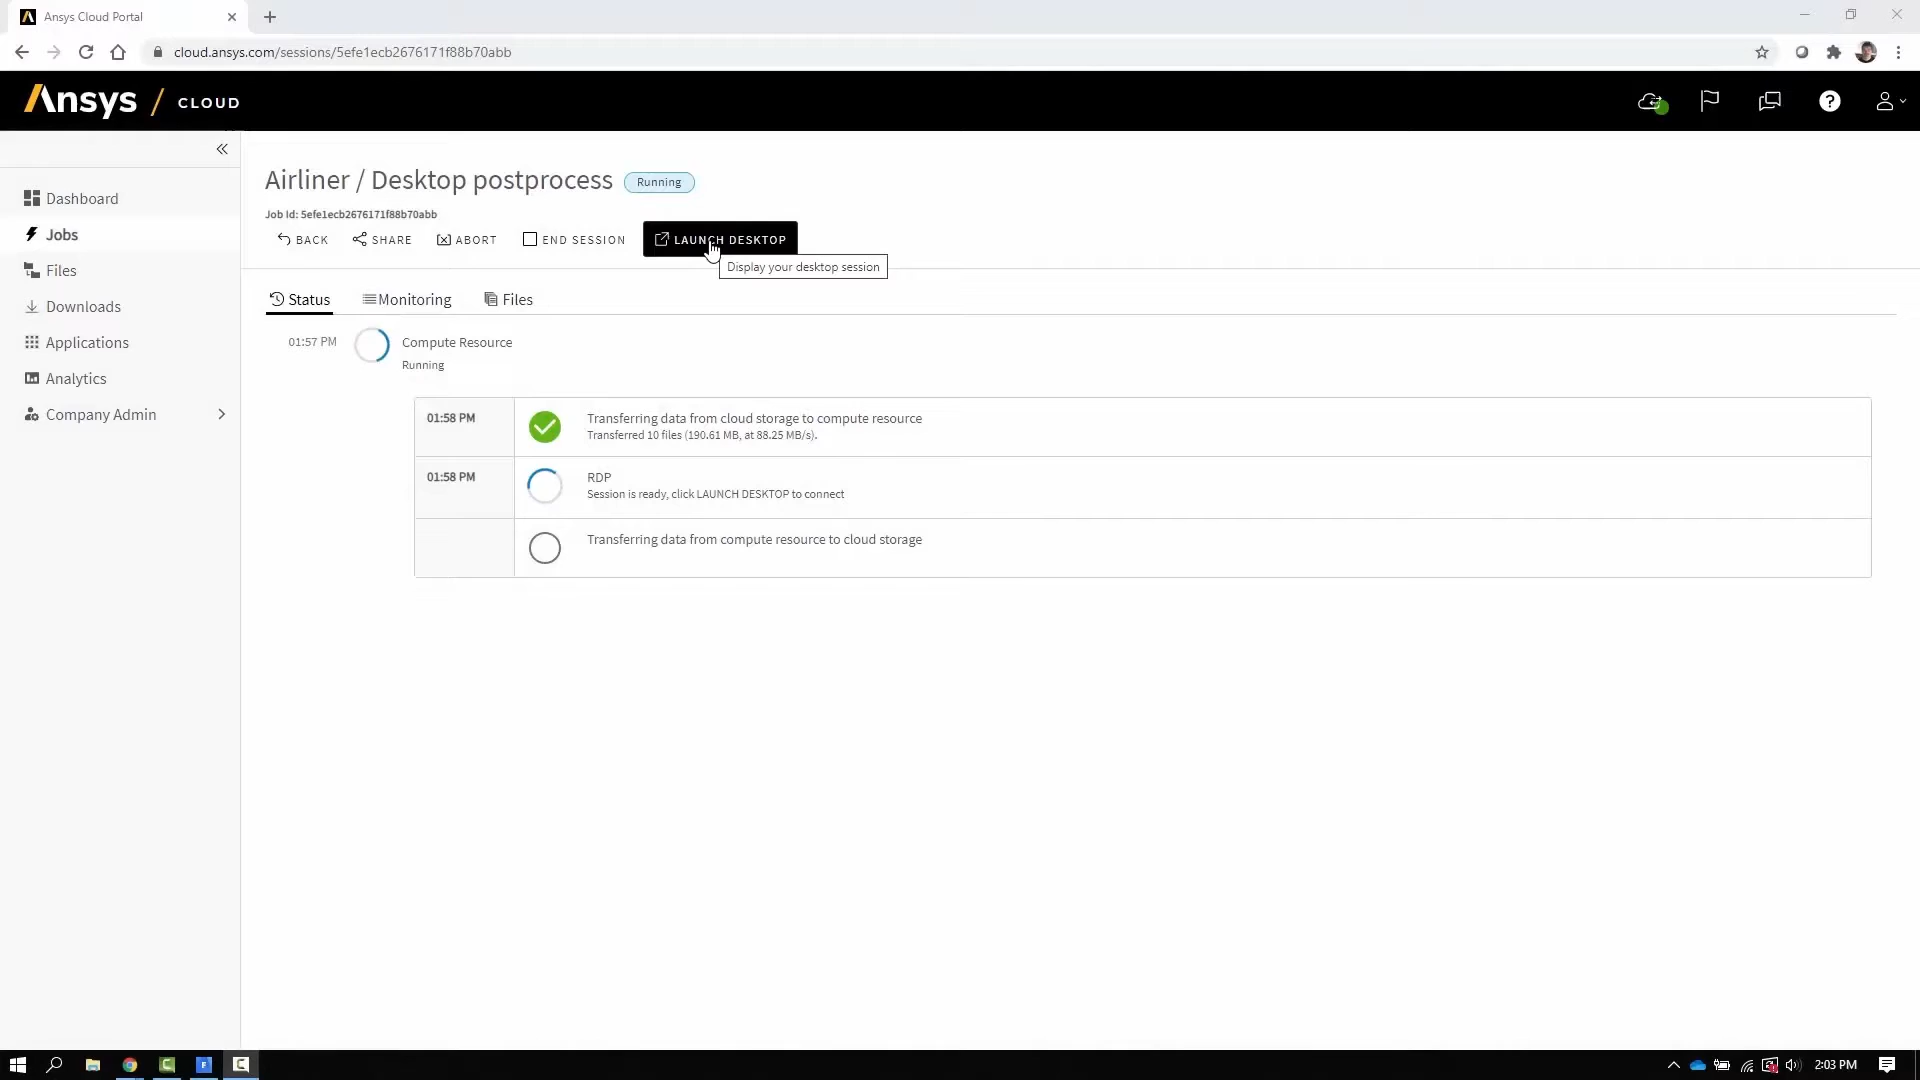 Ansys Cloud Portal
cloud.ansys.com/sessions/5efe1ecb2676171f88b70abb
Ansys / CLOUD
Airliner / Desktop postprocess Running
Job Id: 5efe1ecb2676171f88b70abb
BACK SHARE ABORT END SESSION LAUNCH DESKTOP
Display your desktop session
Dashboard
Jobs
Files
Downloads
Applications
Analytics
Company Admin
Status Monitoring Files
01:57 PM Compute Resource
Running
01:58 PM Transferring data from cloud storage to compute resource
Transferred 10 files (190.61 MB, at 88.25 MB/s).
01:58 PM RDP
Session is ready, click LAUNCH DESKTOP to connect
Transferring data from compute resource to cloud storage
2:03 PM